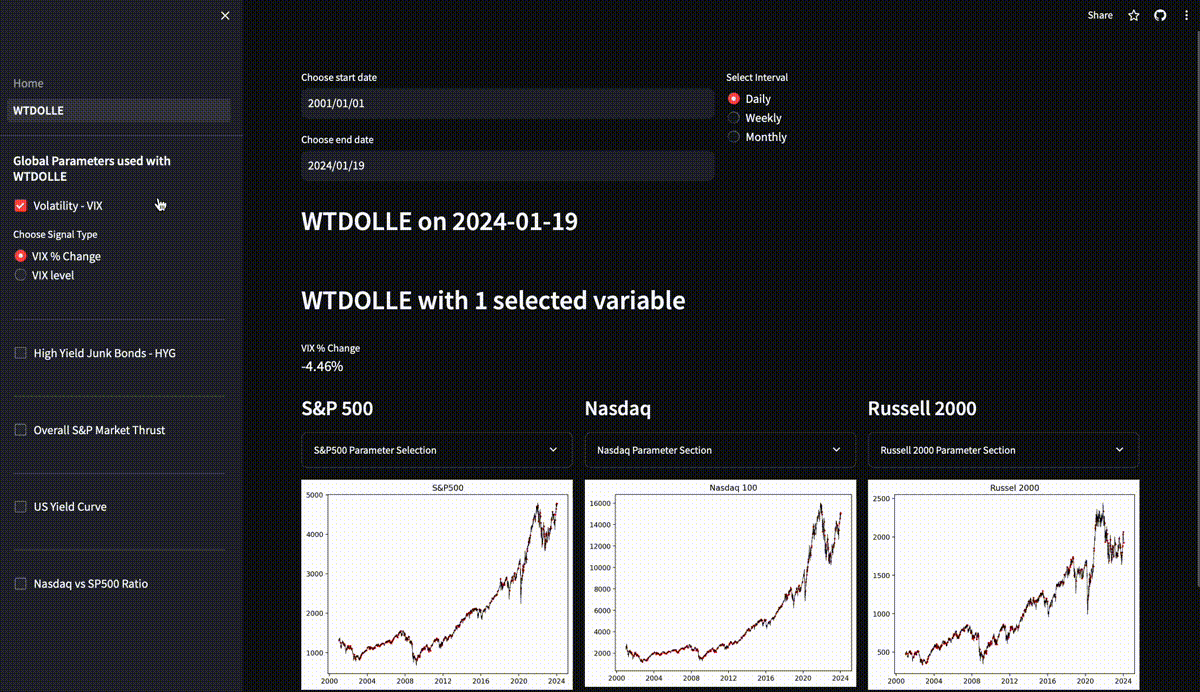 Share
Home
WTDOLLE
Global Parameters used with
WTDOLLE
Volatility - VIX
Choose Signal Type
VIX % Change
VIX level
High Yield Junk Bonds - HYG
Overall S&P Market Thrust
US Yield Curve
Nasdaq vs SP500 Ratio
Choose start date
2001/01/01
Choose end date
2024/01/19
Select Interval
Daily
Weekly
Monthly
WTDOLLE on 2024-01-19
WTDOLLE with 1 selected variable
VIX % Change
-4.46%
S&P 500
S&P500 Parameter Selection
S&P500
5000
4000
3000
2000
1000
2000 2004 2008 2012 2016 2020 2024
Nasdaq
Nasdaq Parameter Section
Nasdaq 100
16000
14000
12000
10000
8000
6000
4000
2000
2000 2004 2008 2012 2016 2020 2024
Russell 2000
Russell 2000 Parameter Section
Russel 2000
2500
2000
1500
1000
500
2000 2004 2008 2012 2016 2020 2024